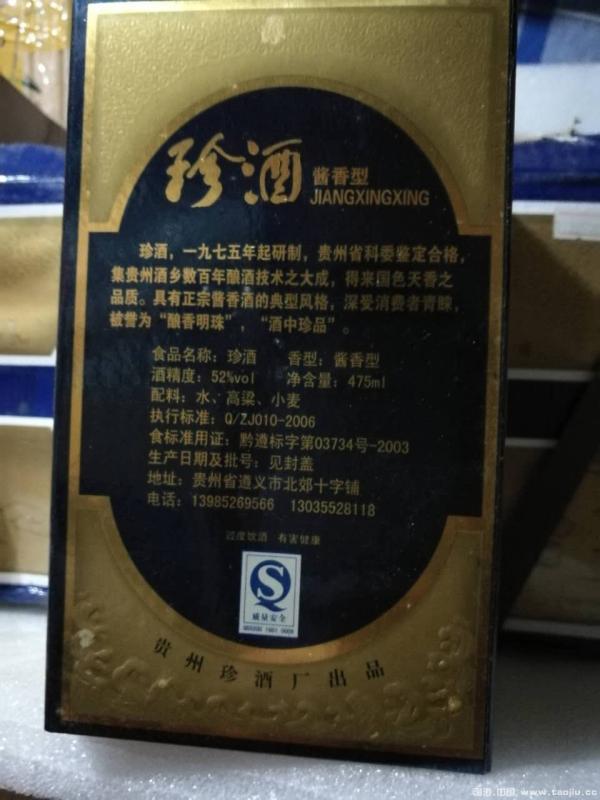 珍酒 酱香型
JIANGXINGXING
珍酒，一九七五年起研制，贵州省科委鉴定合格，
集贵州酒乡数百年酿酒技术之大成，得来国色天香之
品质。具有正宗酱香酒的典型风格，深受消费者青睐，
被誉为“酿香明珠”，“酒中珍品”。
食品名称：珍酒 香型：酱香型
酒精度：52%vol 净含量：475ml
配料：水、高粱、小麦
执行标准：Q/ZJ010-2006
食标准用证：黔遵标字第03734号-2003
生产日期及批号：见封盖
地址：贵州省遵义市北郊十字铺
电话：13985269566 13035528118
过度饮酒 有害健康
质量安全
贵州珍酒厂出品
www.taojiu.cc